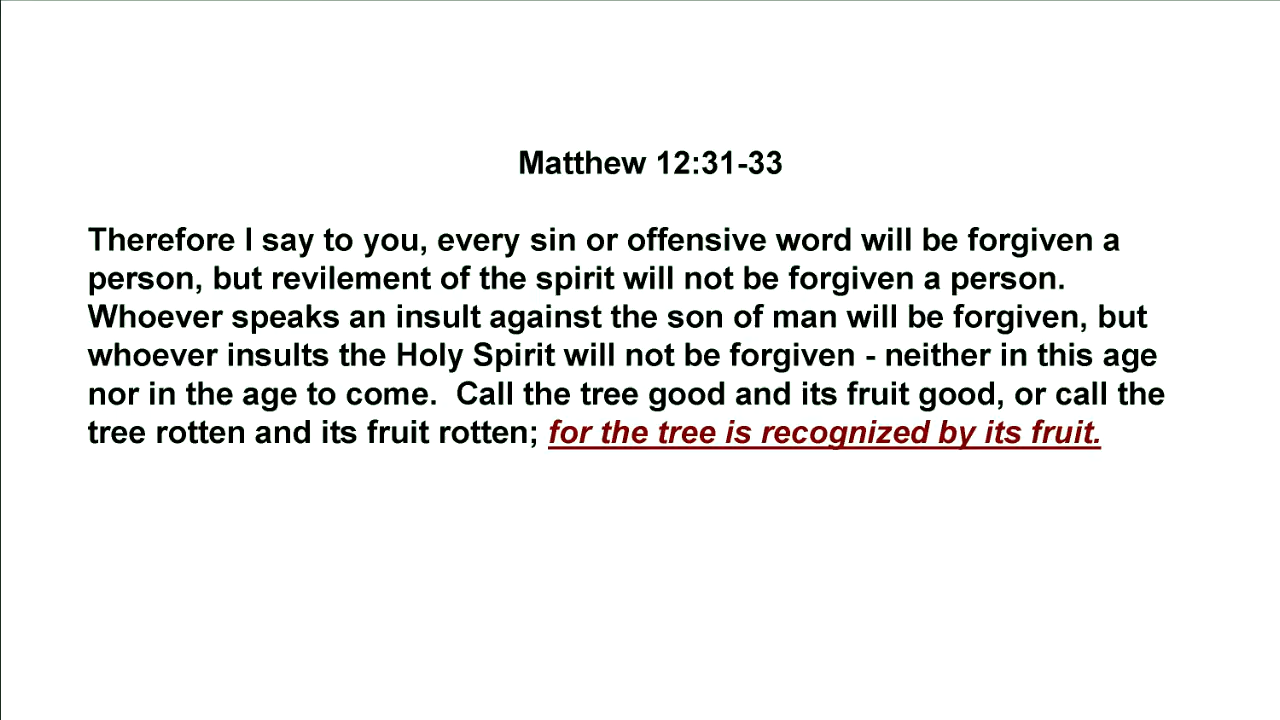 Matthew 12:31-33
Therefore I say to you, every sin or offensive word will be forgiven a
person, but revilement of the spirit will not be forgiven a person.
Whoever speaks an insult against the son of man will be forgiven, but
whoever insults the Holy Spirit will not be forgiven - neither in this age
nor in the age to come.  Call the tree good and its fruit good, or call the
tree rotten and its fruit rotten; for the tree is recognized by its fruit.